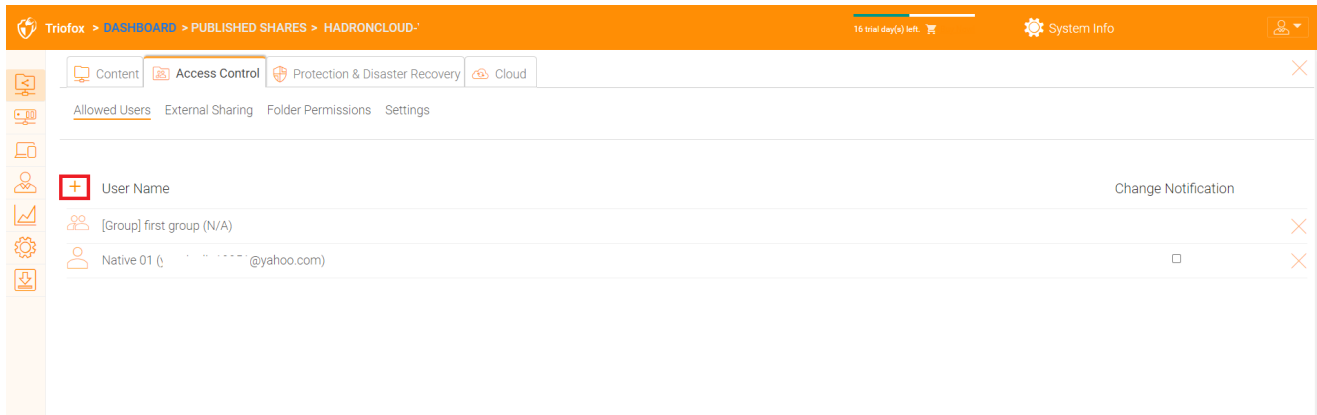 Triofox > DASHBOARD > PUBLISHED SHARES > HADRONCLOUD-'
16 trial day(s) left.
System Info
Content Access Control Protection & Disaster Recovery Cloud
Allowed Users External Sharing Folder Permissions Settings
User Name Change Notification
[Group] first group (N/A)
Native 01 ( @yahoo.com)